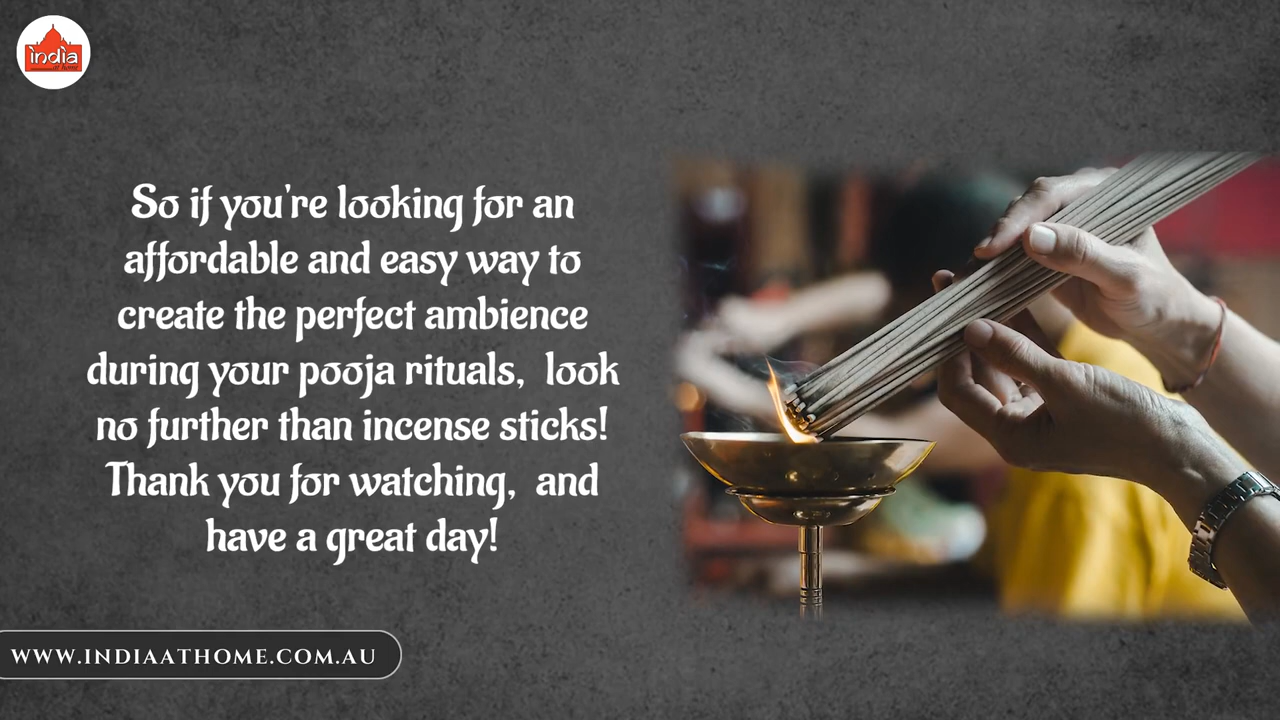 india
at home
So if you're looking for an
affordable and easy way to
create the perfect ambience
during your pooja rituals,  look
no further than incense sticks!
Thank you for watching,  and
have a great day!
WWW.INDIAATHOME.COM.AU